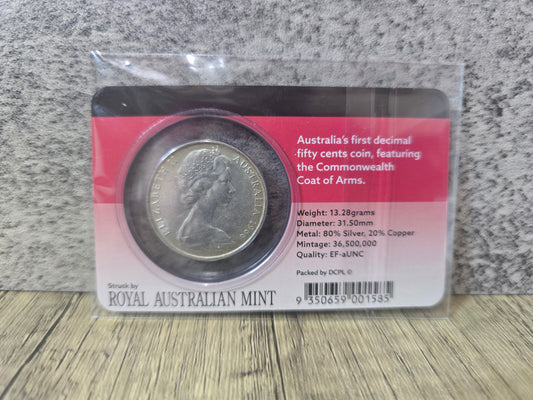 Australia's first decimal
fifty cents coin, featuring
the Commonwealth
Coat of Arms.
ELIZABETH II
AUSTRALIA 1966
Weight: 13.28grams
Diameter: 31.50mm
Metal: 80% Silver, 20% Copper
Mintage: 36,500,000
Quality: EF-aUNC
Packed by DCPL ©
Struck by
ROYAL AUSTRALIAN MINT
9 350659 001585